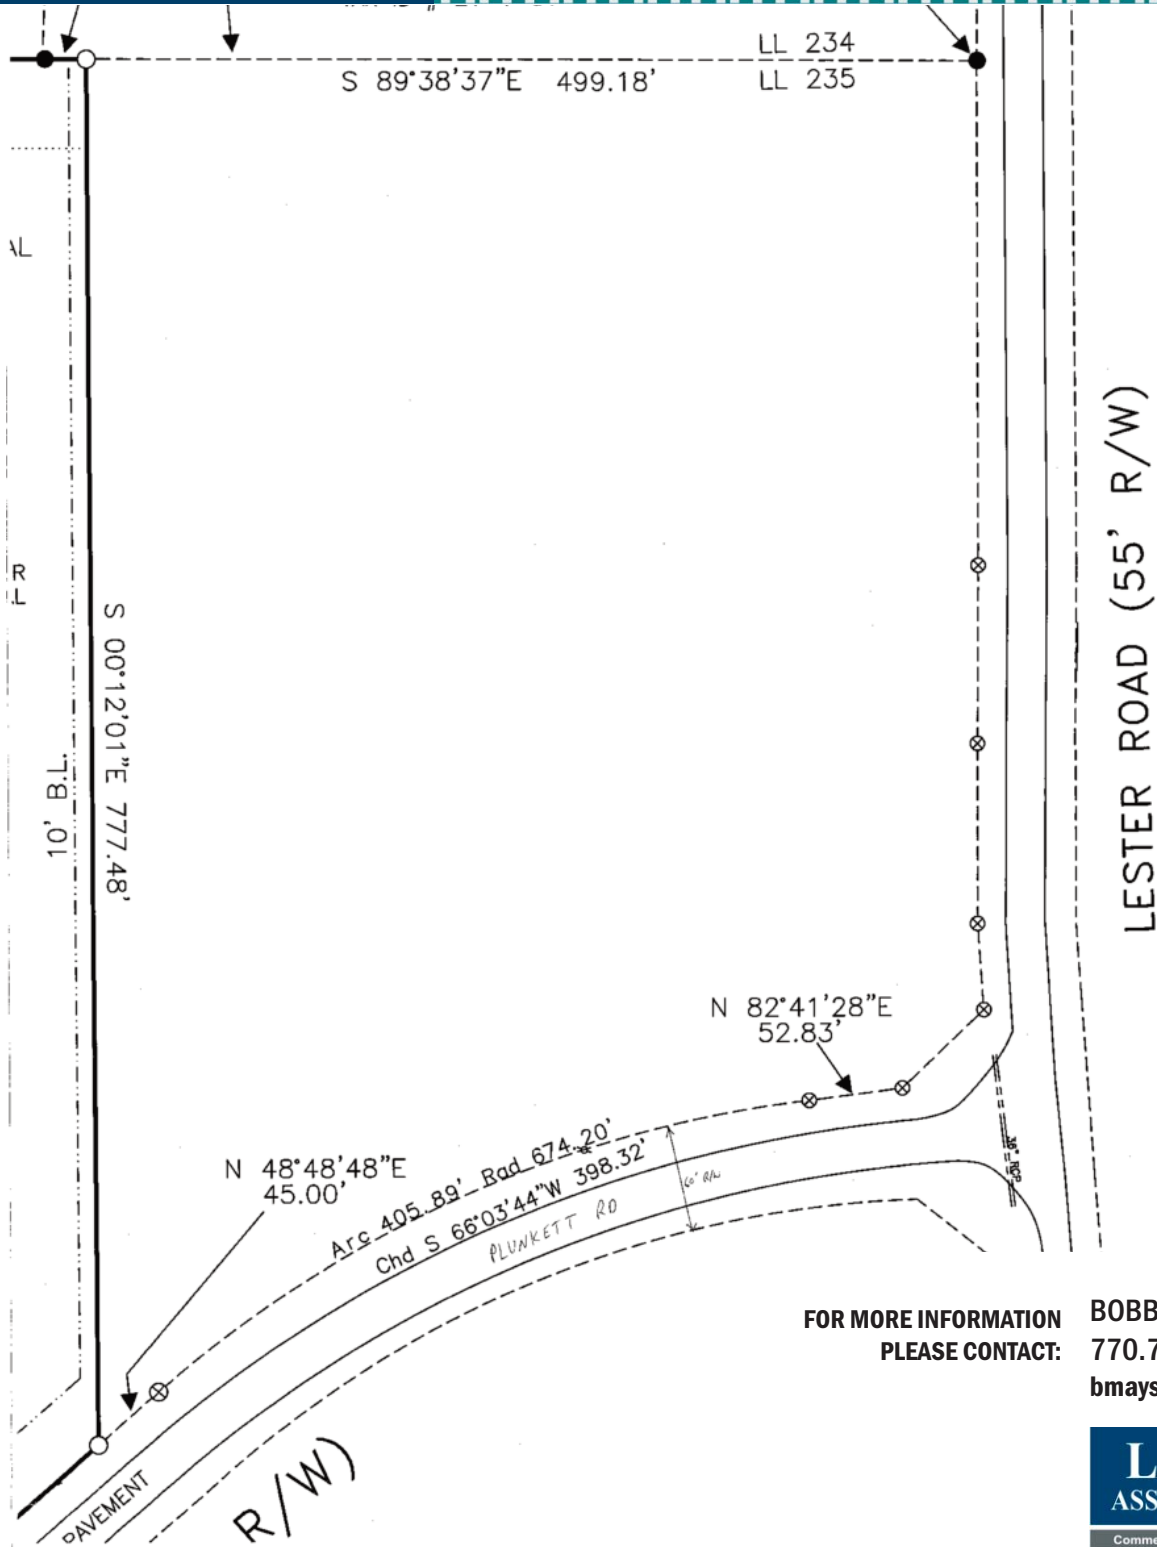 LL 234
S 89°38'37"E 499.18' LL 235
AL
R
L
S 00°12'01"E 777.48'
10' B.L.
LESTER ROAD (55' R/W)
N 82°41'28"E
52.83'
N 48°48'48"E
45.00'
Arc 405.89' Rad 674.20'
Chd S 66°03'44"W 398.32'
PLUNKETT RD
60' R/W
36" RCP
PAVEMENT
R/W)
FOR MORE INFORMATION
PLEASE CONTACT:
BOBB
770.7
bmays
L
ASS
Comme